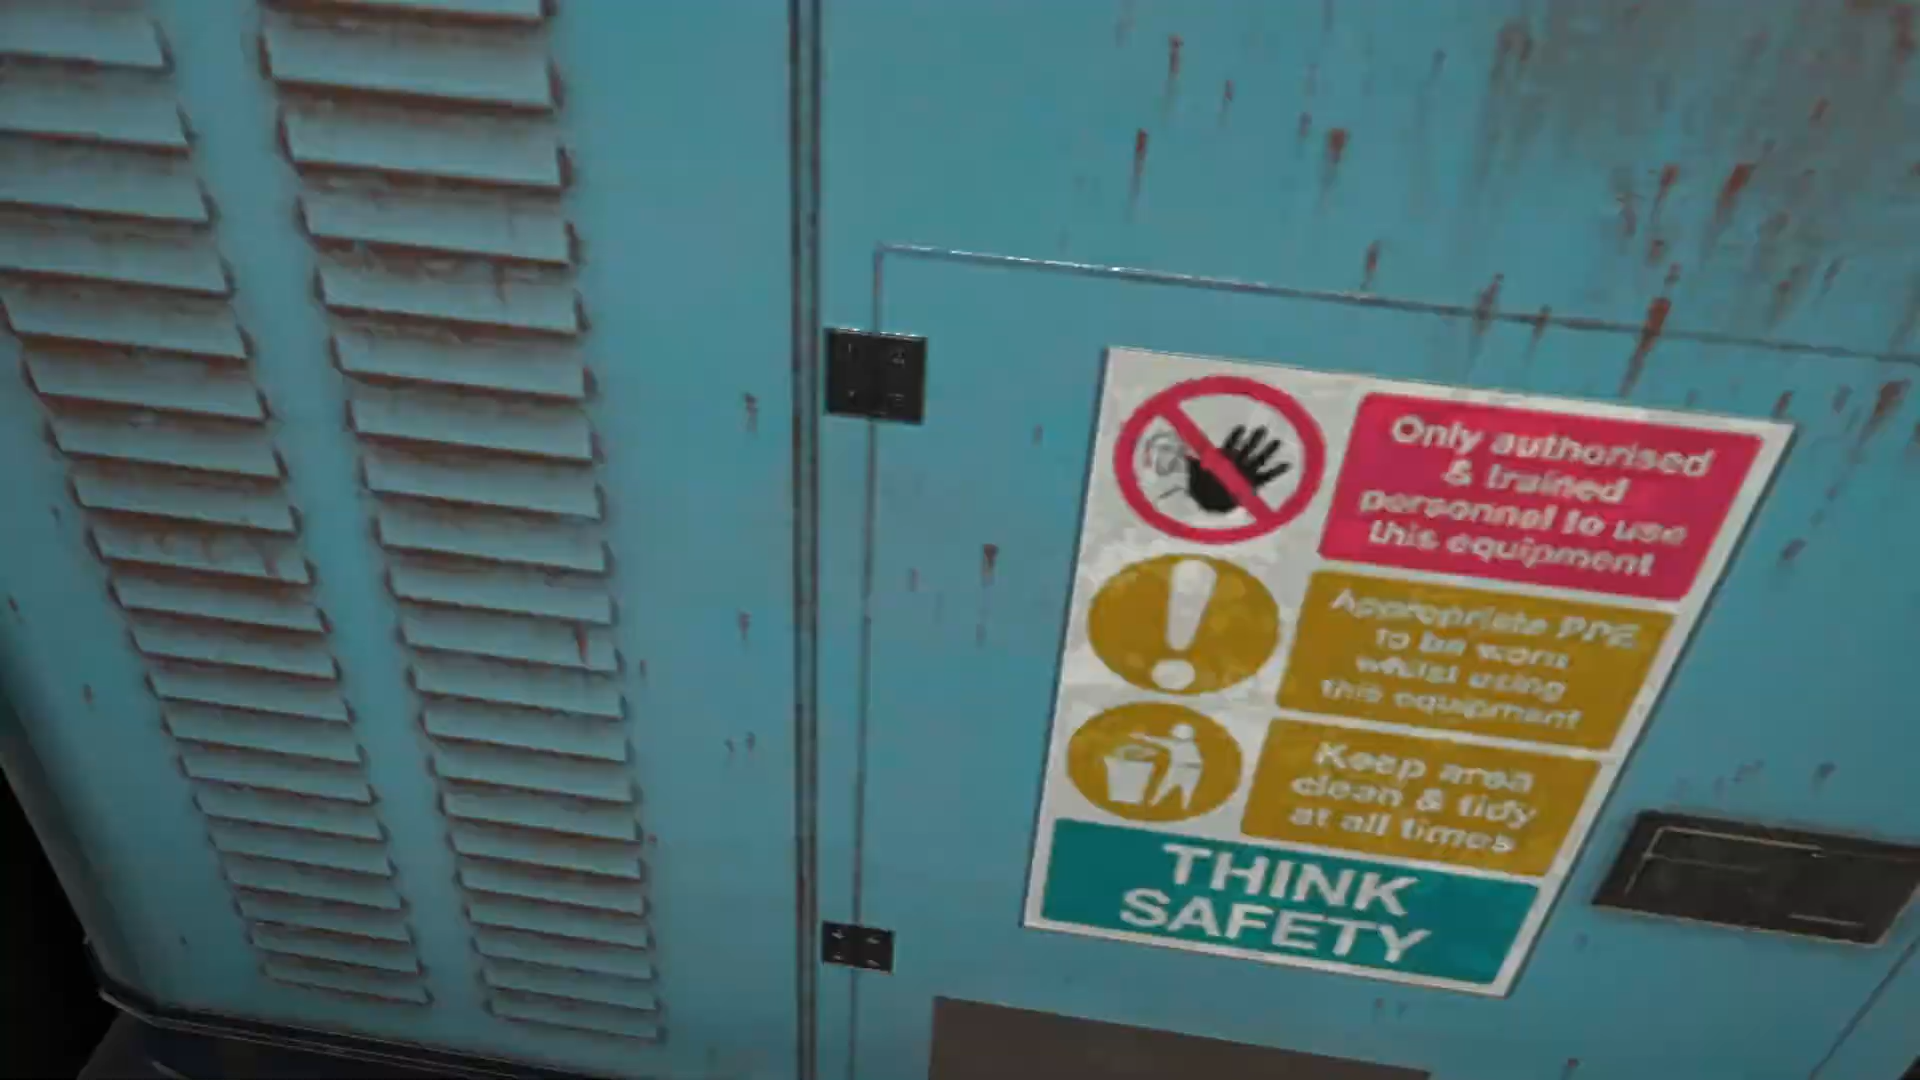 Only authorised
& trained
personnel to use
this equipment
Appropriate PPE
to be worn
whilst using
this equipment
Keep area
clean & tidy
at all times
THINK
SAFETY